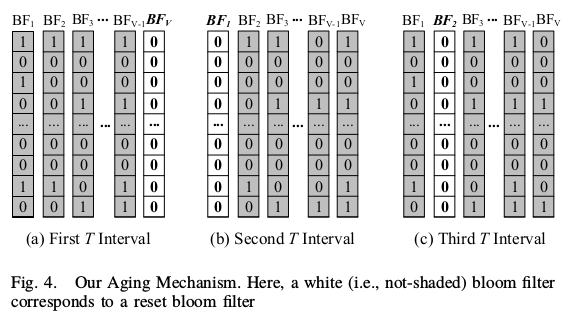 BF1 BF2 BF3 ... BFV-1 BFV BF1 BF2 BF3 ... BFV-1 BFV BF1 BF2 BF3 ... BFV-1 BFV
1 1 1 1 0 0 1 1 0 1 1 0 1 1 0
0 0 0 0 0 0 0 0 0 0 0 0 0 0 0
1 0 0 0 0 0 0 0 0 0 1 0 0 0 0
0 0 1 1 0 0 0 1 1 1 0 0 1 1 1
... ... ... ... ... ... ... ... ... ... ... ... ... ... ... ... ... ...
0 0 0 0 0 0 0 0 0 0 0 0 0 0 0
0 0 0 0 0 0 0 0 0 0 0 0 0 0 0
1 1 0 1 0 0 1 0 0 1 1 0 0 1 0
0 0 1 1 0 0 0 1 1 1 0 0 1 1 1
(a) First T Interval (b) Second T Interval (c) Third T Interval
Fig. 4. Our Aging Mechanism. Here, a white (i.e., not-shaded) bloom filter
corresponds to a reset bloom filter